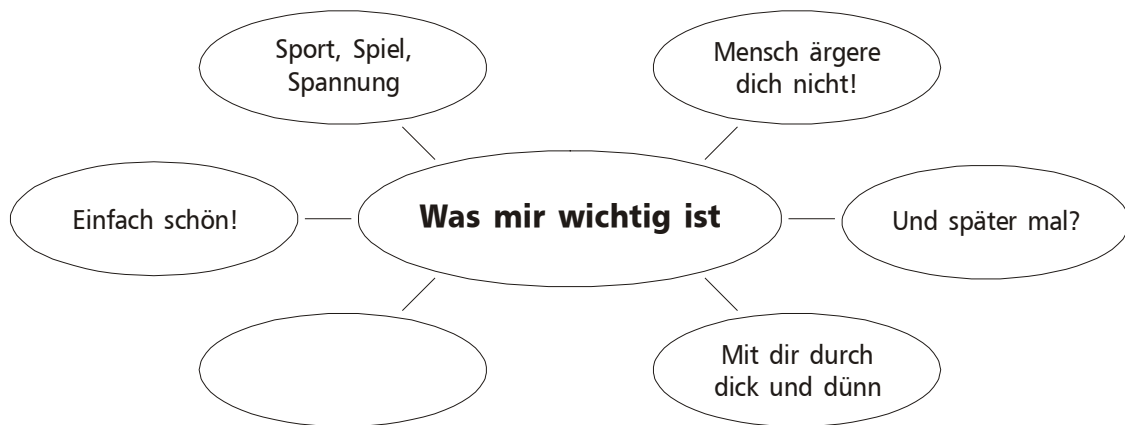 Sport, Spiel,
Spannung
Mensch ärgere
dich nicht!
Einfach schön!
Was mir wichtig ist
Und später mal?
Mit dir durch
dick und dünn